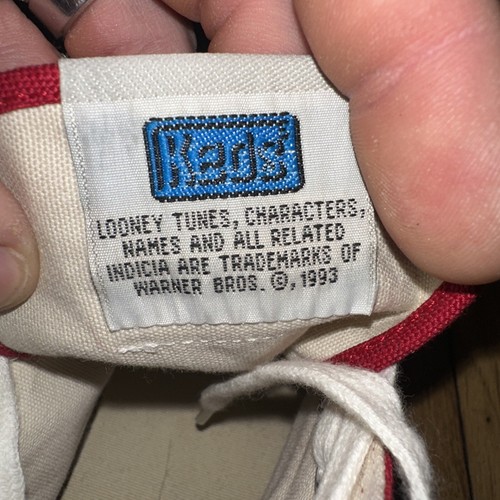 Keds
LOONEY TUNES, CHARACTERS,
NAMES AND ALL RELATED
INDICIA ARE TRADEMARKS OF
WARNER BROS. ©, 1993